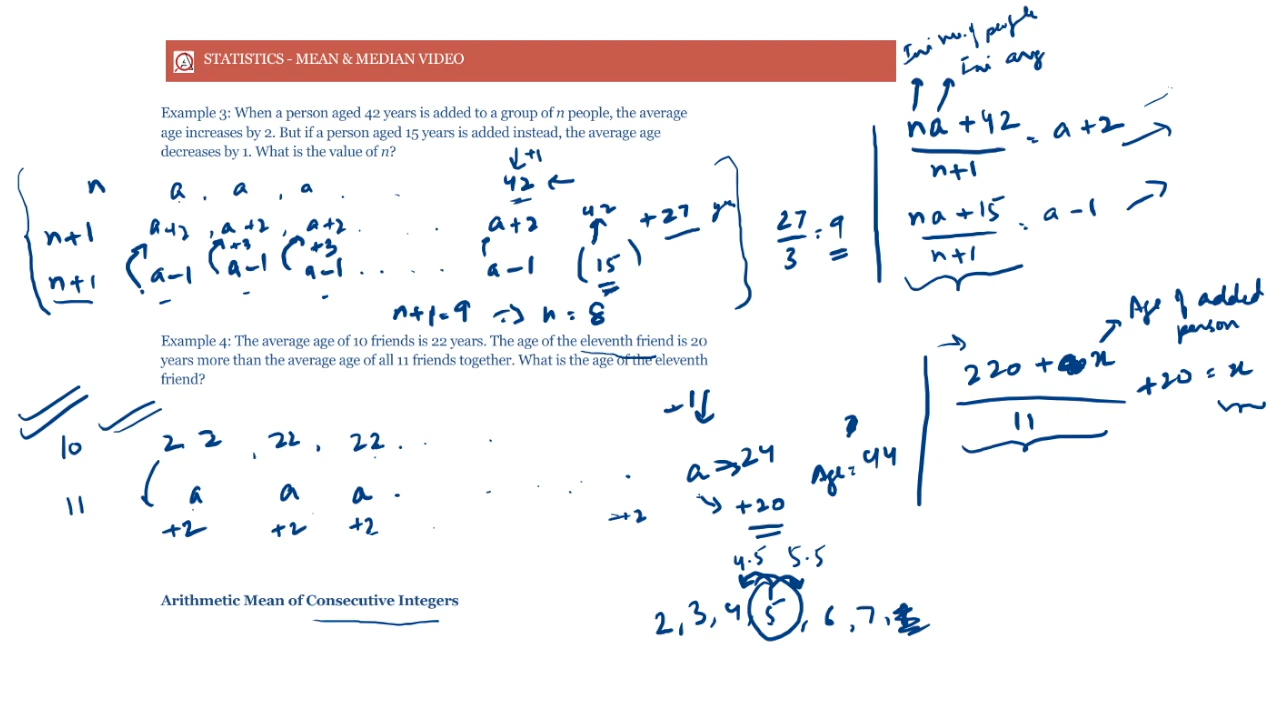 STATISTICS - MEAN & MEDIAN VIDEO
Ini no. of people
Ini avg
Example 3: When a person aged 42 years is added to a group of n people, the average
age increases by 2. But if a person aged 15 years is added instead, the average age
decreases by 1. What is the value of n?
n a , a , a . . 42 ←
↓ +1
n+1 a+2 , a+2 , a+2 . . a+2 42 +27
+3 +3
n+1 a-1 a-1 a-1 . . . . a-1 (15)
n+1 = 9 ⇒ n = 8
27/3 = 9
(na + 42)/(n+1) = a+2
(na + 15)/(n+1) = a-1
Example 4: The average age of 10 friends is 22 years. The age of the eleventh friend is 20
years more than the average age of all 11 friends together. What is the age of the eleventh
friend?
Age of added
person
(220 + x)/11 + 20 = x
-1↓
10 22 , 22 , 22 . . .
11 a a a . . . . . a → 24
Age = 44
+2 +2 +2 +2 +20
4.5 5.5
Arithmetic Mean of Consecutive Integers
2, 3, 4, 5, 6, 7,